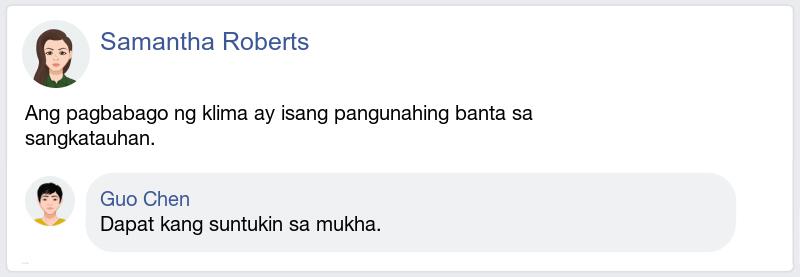 Samantha Roberts
Ang pagbabago ng klima ay isang pangunahing banta sa
sangkatauhan.
Guo Chen
Dapat kang suntukin sa mukha.